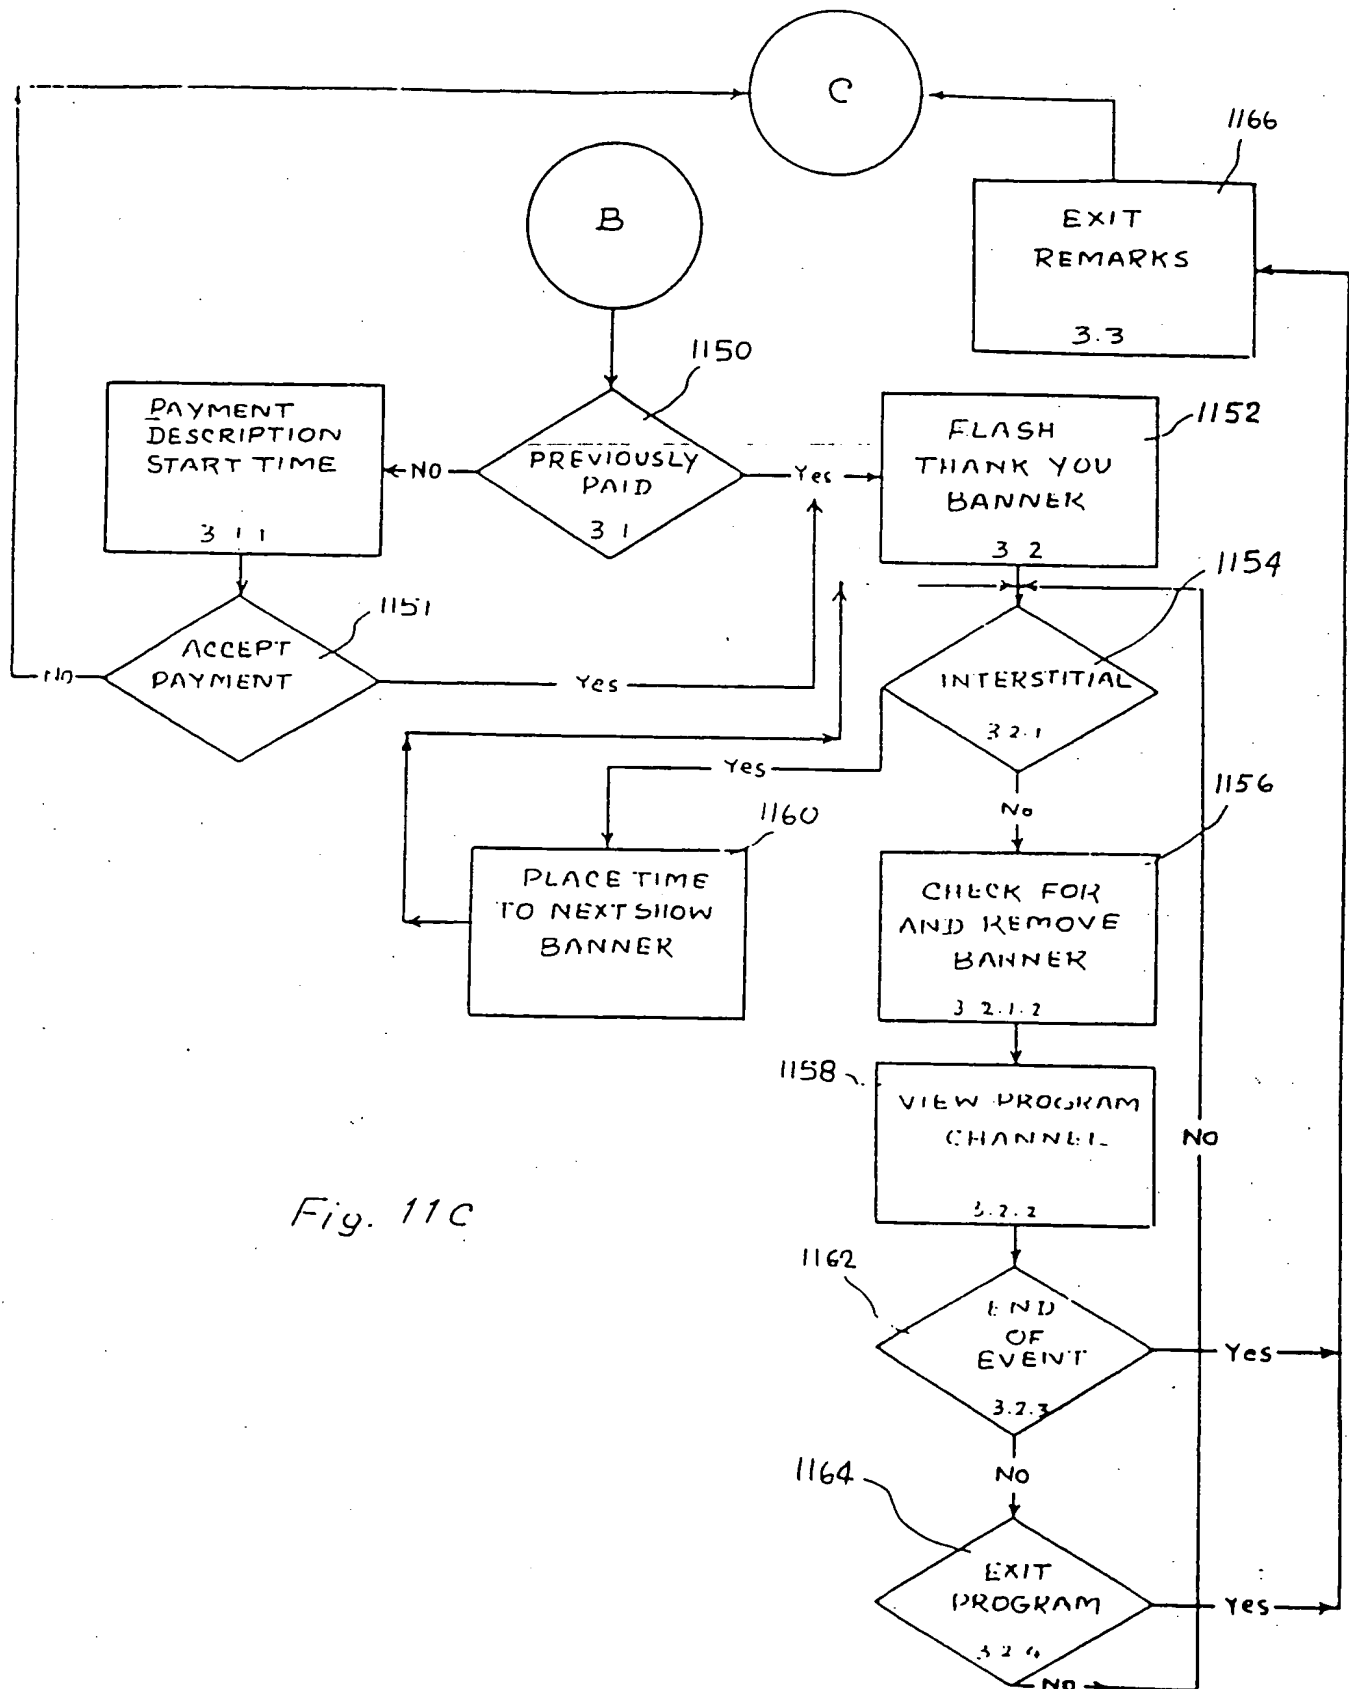 C
1166
EXIT
REMARKS
3.3
B
1150
PREVIOUSLY
PAID
3 1
NO
Yes
PAYMENT
DESCRIPTION
START TIME
3 1 1
1152
FLASH
THANK YOU
BANNER
3 2
1151
ACCEPT
PAYMENT
No
Yes
1154
INTERSTITIAL
3 2 . 1
Yes
No
1160
PLACE TIME
TO NEXT SHOW
BANNER
1156
CHECK FOR
AND REMOVE
BANNER
3 2 . 1 . 2
1158
VIEW PROGRAM
CHANNEL
3 . 2 . 2
NO
Fig. 11C
1162
END
OF
EVENT
3 . 2 . 3
Yes
NO
1164
EXIT
PROGRAM
3 2 4
Yes
NO